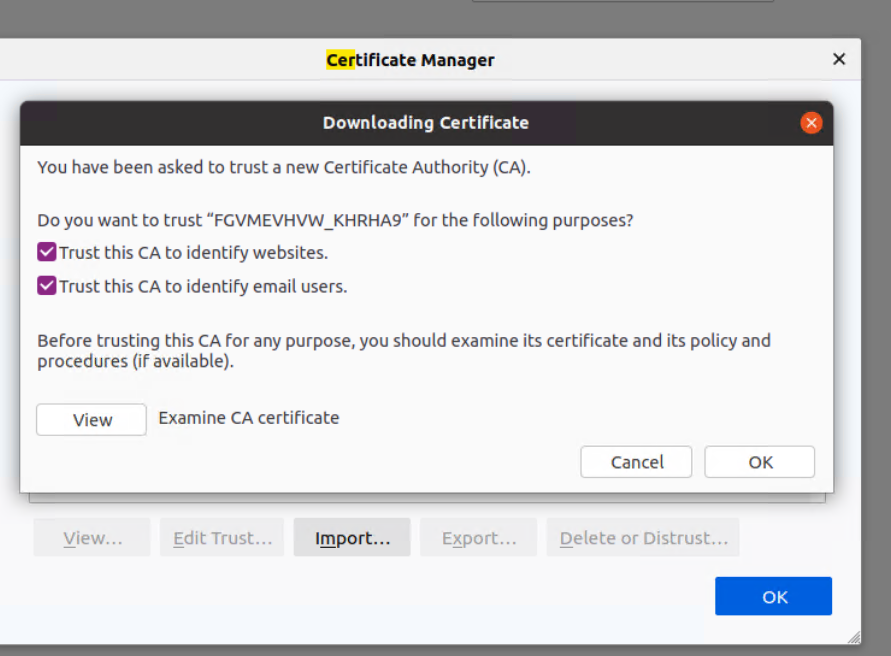 Certificate Manager
Downloading Certificate
You have been asked to trust a new Certificate Authority (CA).
Do you want to trust “FGVMEVHVW_KHRHA9” for the following purposes?
Trust this CA to identify websites.
Trust this CA to identify email users.
Before trusting this CA for any purpose, you should examine its certificate and its policy and
procedures (if available).
View
Examine CA certificate
Cancel
OK
View...
Edit Trust...
Import...
Export...
Delete or Distrust...
OK